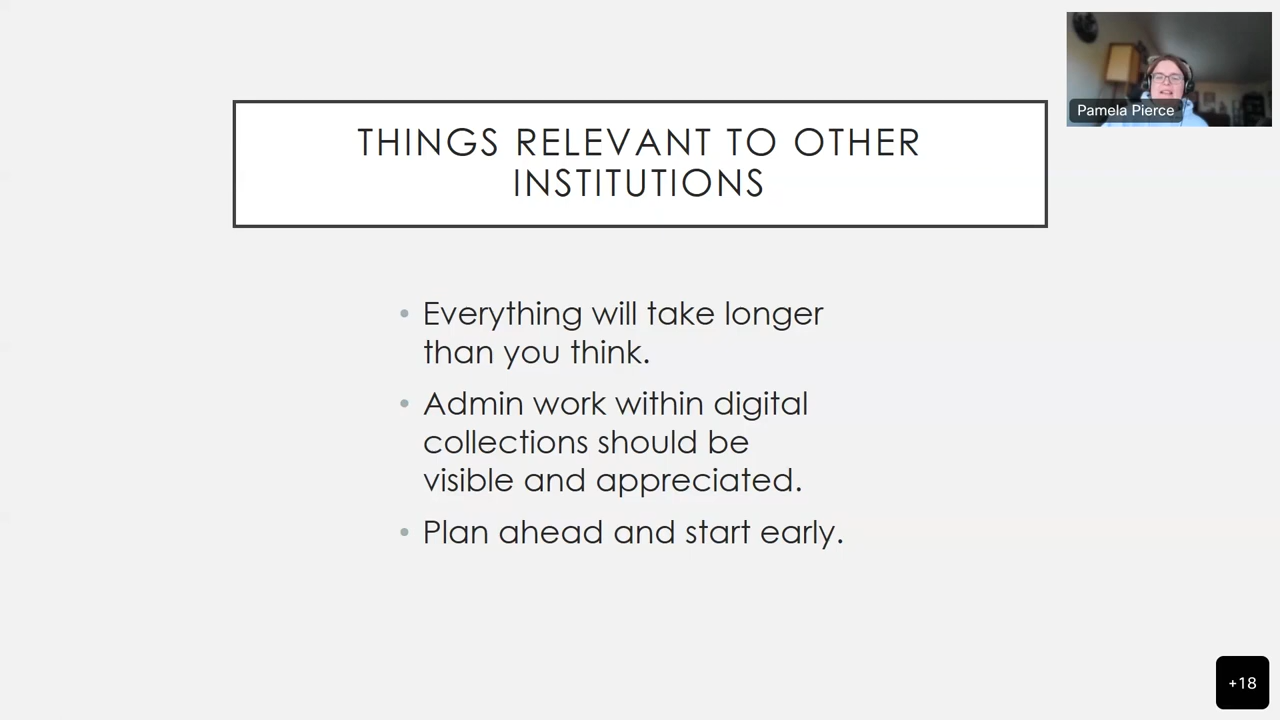 THINGS RELEVANT TO OTHER
INSTITUTIONS
• Everything will take longer
than you think.
• Admin work within digital
collections should be
visible and appreciated.
• Plan ahead and start early.
Pamela Pierce
+18